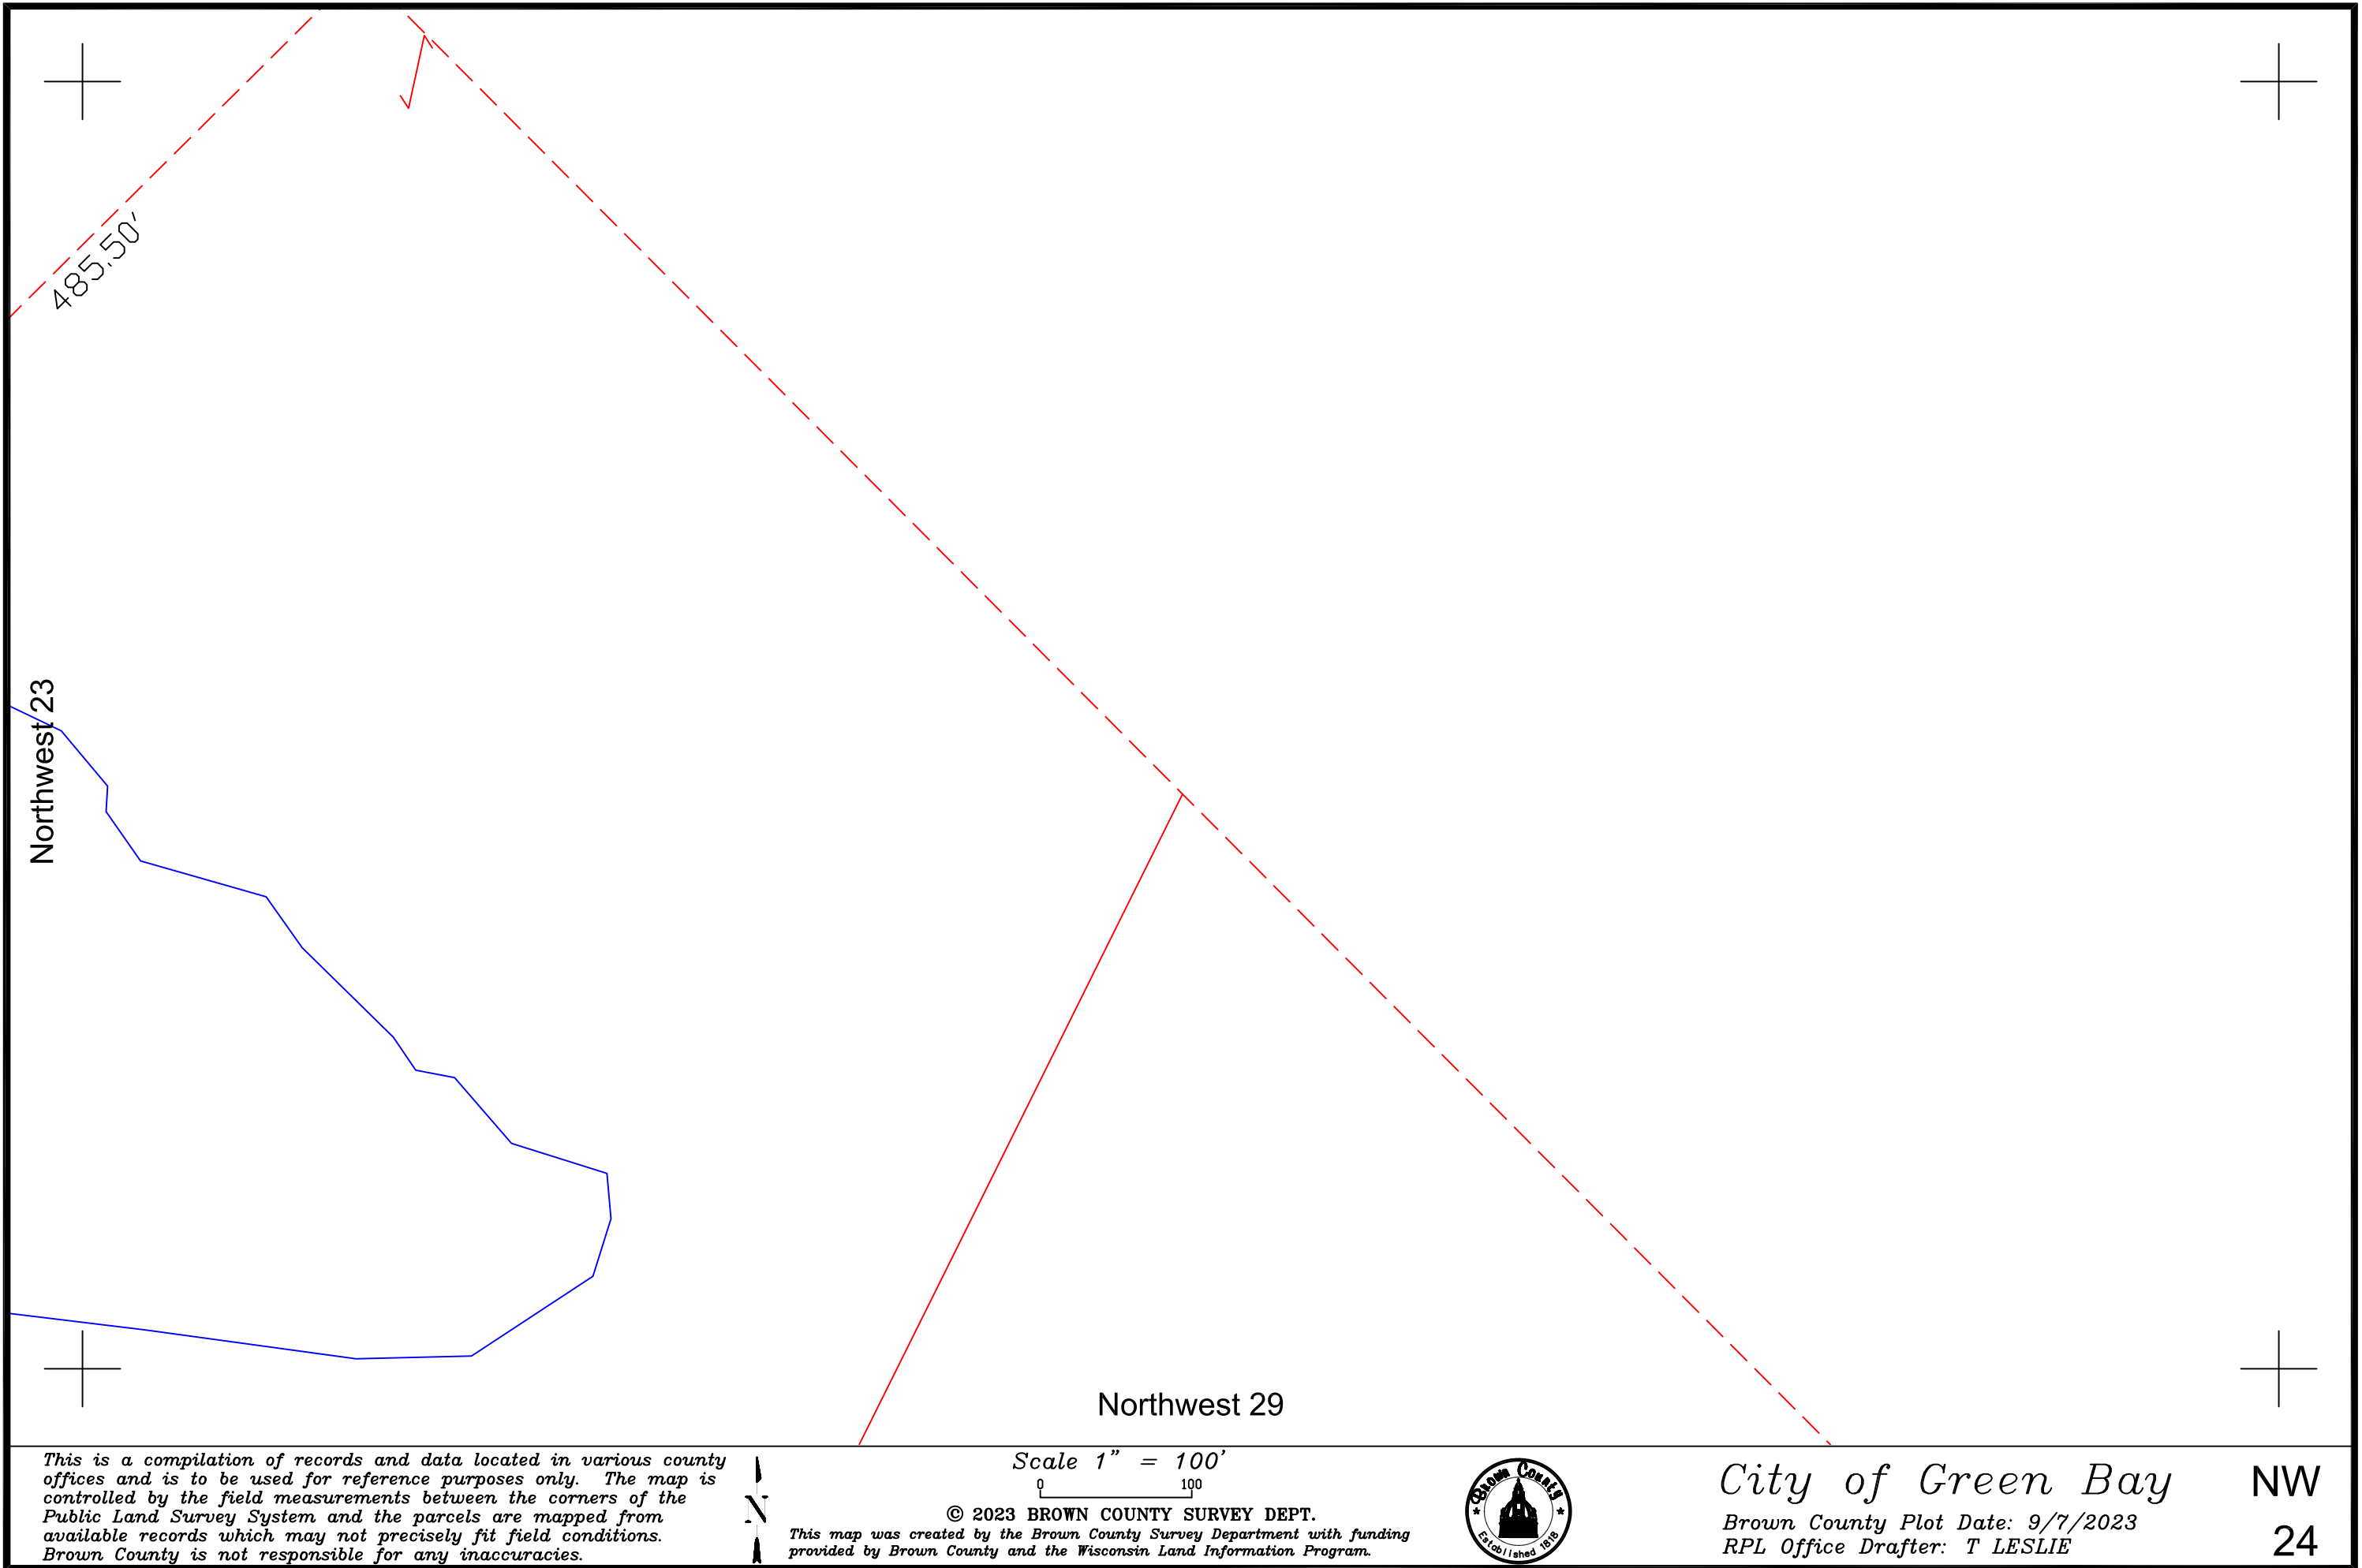 485.50'
Northwest 23
Northwest 29
This is a compilation of records and data located in various county
offices and is to be used for reference purposes only.  The map is
controlled by the field measurements between the corners of the
Public Land Survey System and the parcels are mapped from
available records which may not precisely fit field conditions.
Brown County is not responsible for any inaccuracies.
N
Scale 1" = 100'
0 100
© 2023 BROWN COUNTY SURVEY DEPT.
This map was created by the Brown County Survey Department with funding
provided by Brown County and the Wisconsin Land Information Program.
Brown County
Established 1818
City of Green Bay
Brown County Plot Date: 9/7/2023
RPL Office Drafter:  T LESLIE
NW
24